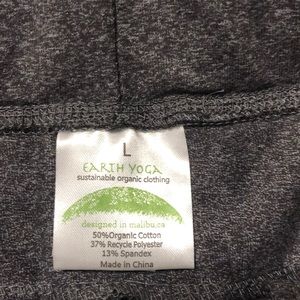 L
EARTH YOGA
sustainable organic clothing
designed in malibu,ca
50%Organic Cotton
37% Recycle Polyester
13% Spandex
Made in China